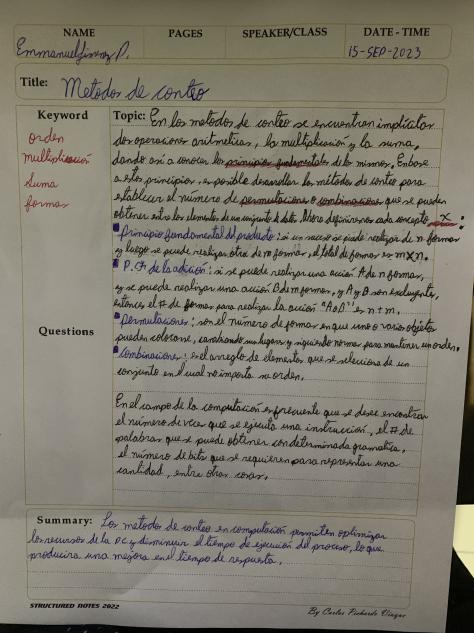 NAME PAGES SPEAKER/CLASS DATE - TIME
Emmanuel Jimenez P. 15-SEP-2023
Title: Metodos de conteo
Keyword
orden
multiplicación
suma
formas
Topic: En los metodos de conteo se encuentran implicitas
dos operaciones aritmeticas, la multiplicación y la suma,
dando asi a conocer los principios fundamentales de los mismos. En base
a estos principios, es posible desarrollar los métodos de conteo para
establecer el número de permutaciones o combinaciones que se pueden
obtener entre los elementos de un conjunto de datos. Ahora definiremos cada concepto x:
principio fundamental del producto: si un suceso se puede realizar de n formas
y luego se puede realizar otro de m formas, el total de formas es mxn.
P. F. de la adición: si se puede realizar una acción A de n formas,
y se puede realizar una acción B de m formas, y A y B son excluyentes,
entonces el # de formas para realizar la acción "A o B" es n + m.
permutaciones: son el número de formas en que uno o varios objetos
pueden colocarse, cambiando sus lugares y siguiendo normas para mantener un orden.
combinaciones: es el arreglo de elementos que se selecciona de un
conjunto en el cual no importa su orden.
Questions
En el campo de la computación es frecuente que se desee encontrar
el número de veces que se ejecuta una instrucción, el # de
palabras que se puede obtener con determinada gramatica,
el número de bits que se requieren para representar una
cantidad, entre otras cosas.
Summary: Los metodos de conteo en computación permiten optimizar
los recursos de la PC y disminuir el tiempo de ejecución del proceso, lo que
producira una mejora en el tiempo de respuesta.
STRUCTURED NOTES 2022 By Carlos Pichardo Viuque